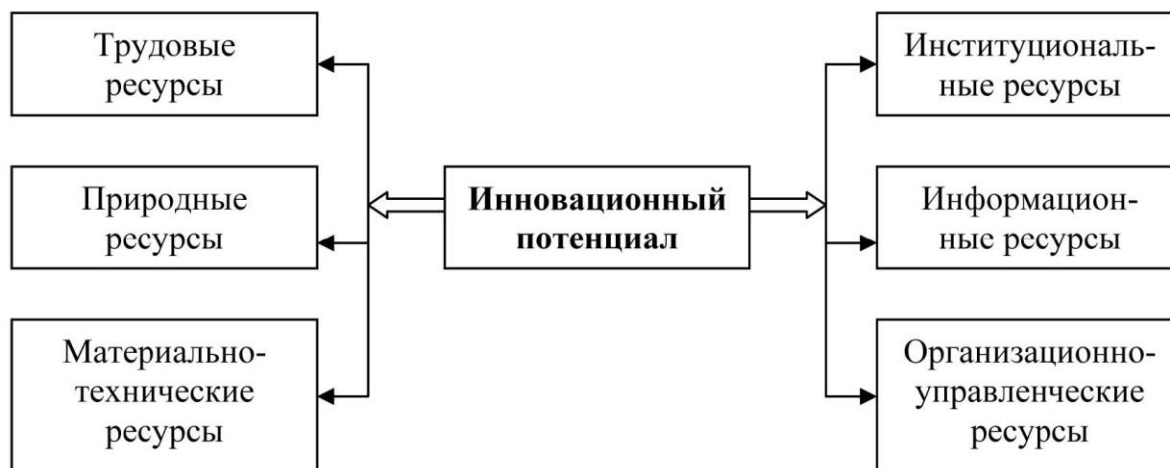 Трудовые
ресурсы
Природные
ресурсы
Материально-
технические
ресурсы
Инновационный
потенциал
Институциональ-
ные ресурсы
Информацион-
ные ресурсы
Организационно-
управленческие
ресурсы